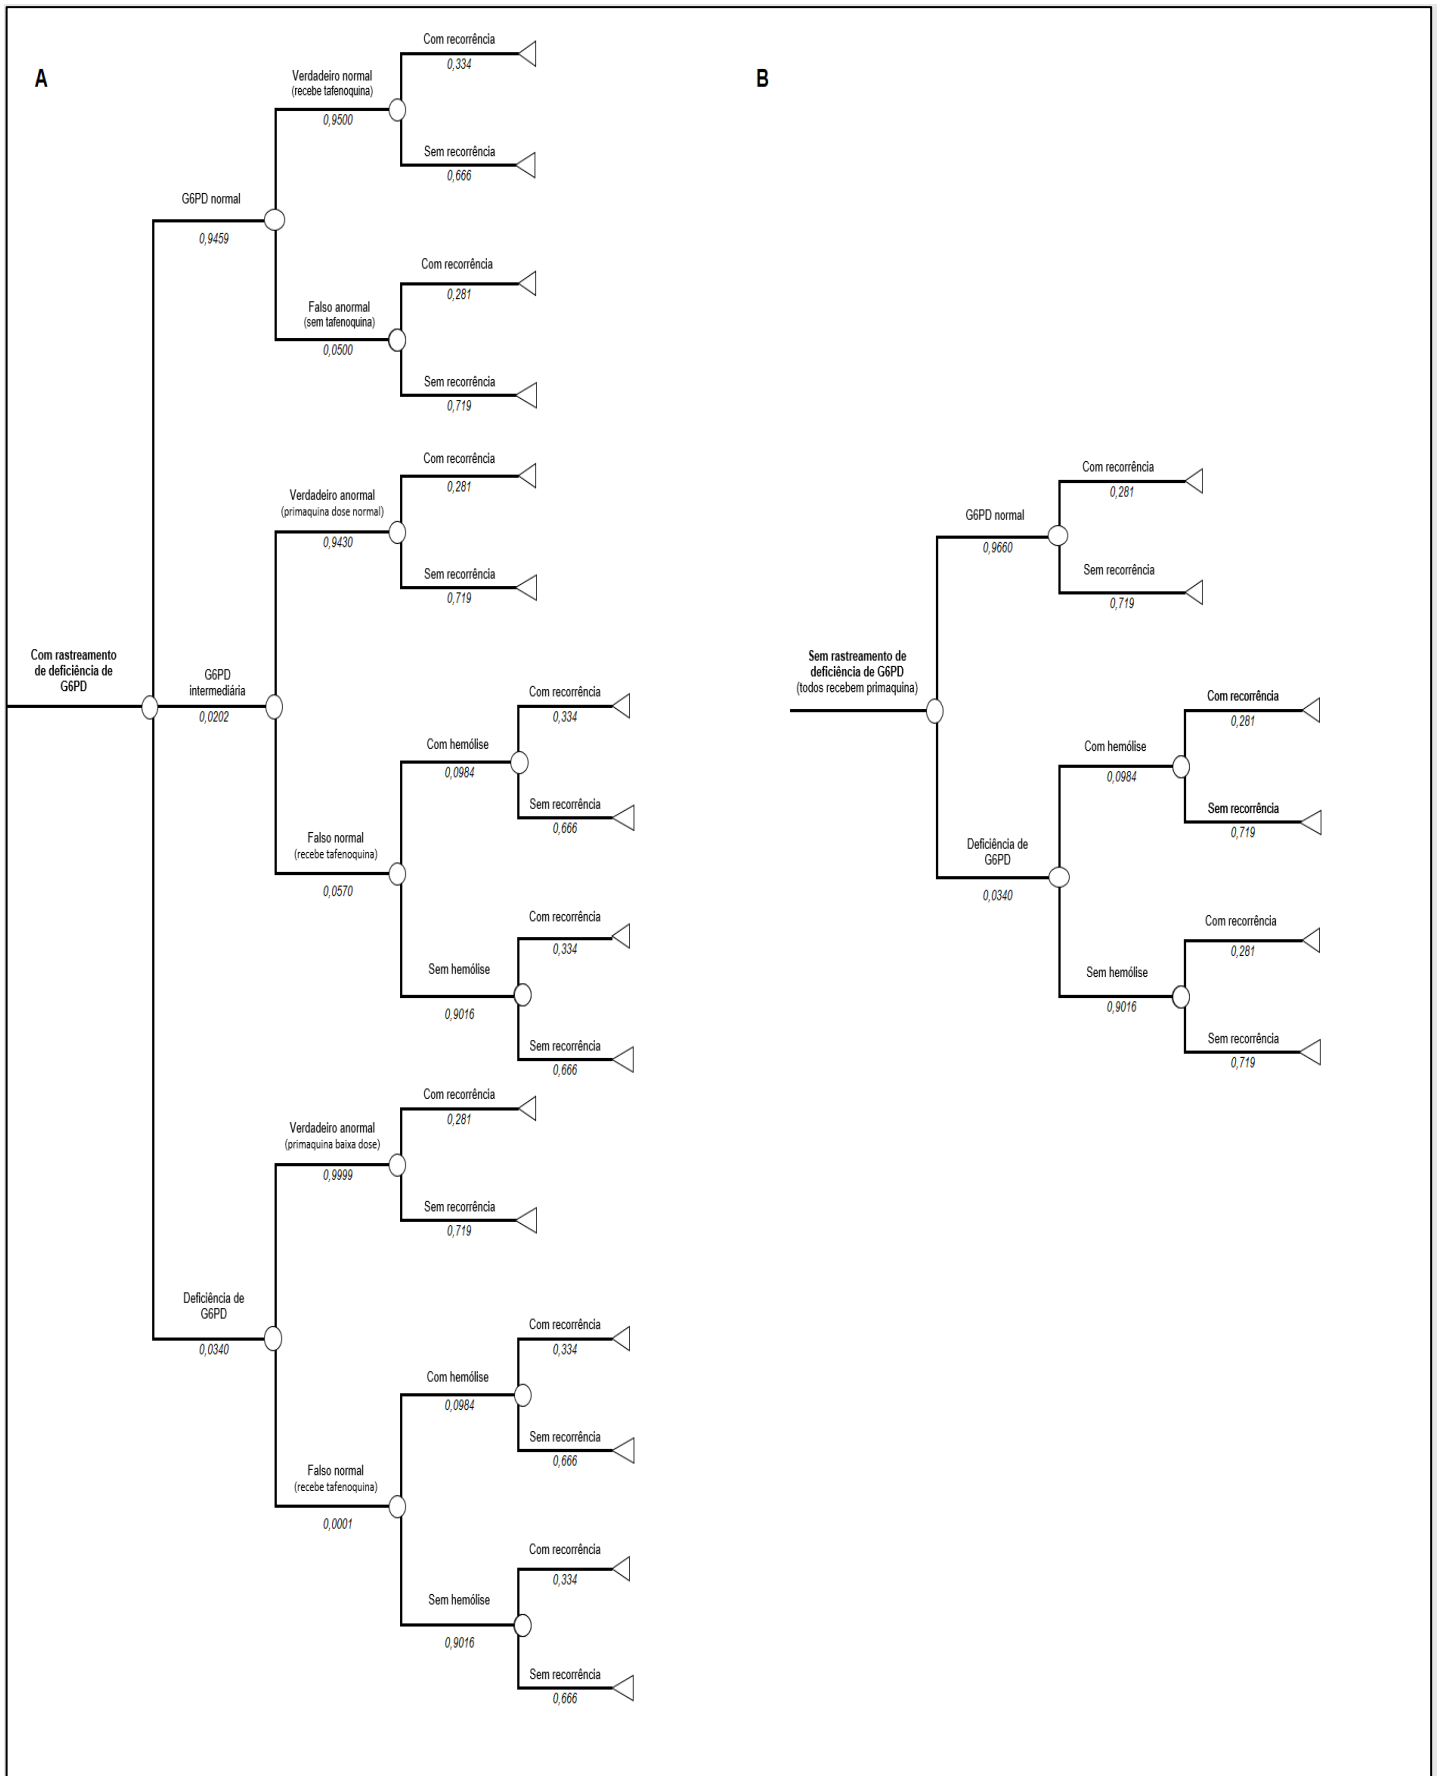 A
Com recorrência
0,334
Verdadeiro normal
(recebe tafenoquina)
0,9500
Sem recorrência
0,666
G6PD normal
0,9459
Com recorrência
0,281
Falso anormal
(sem tafenoquina)
0,0500
Sem recorrência
0,719
Com recorrência
0,281
Verdadeiro anormal
(primaquina dose normal)
0,9430
Sem recorrência
0,719
Com rastreamento
de deficiência de
G6PD
G6PD
intermediária
0,0202
Com recorrência
0,334
Com hemólise
0,0984
Sem recorrência
0,666
Falso normal
(recebe tafenoquina)
0,0570
Com recorrência
0,334
Sem hemólise
0,9016
Sem recorrência
0,666
Com recorrência
0,281
Verdadeiro anormal
(primaquina baixa dose)
0,9999
Sem recorrência
0,719
Deficiência de
G6PD
0,0340
Com recorrência
0,334
Com hemólise
0,0984
Sem recorrência
0,666
Falso normal
(recebe tafenoquina)
0,0001
Com recorrência
0,334
Sem hemólise
0,9016
Sem recorrência
0,666
B
Com recorrência
0,281
G6PD normal
0,9660
Sem recorrência
0,719
Sem rastreamento de
deficiência de G6PD
(todos recebem primaquina)
Com recorrência
0,281
Com hemólise
0,0984
Sem recorrência
0,719
Deficiência de
G6PD
0,0340
Com recorrência
0,281
Sem hemólise
0,9016
Sem recorrência
0,719